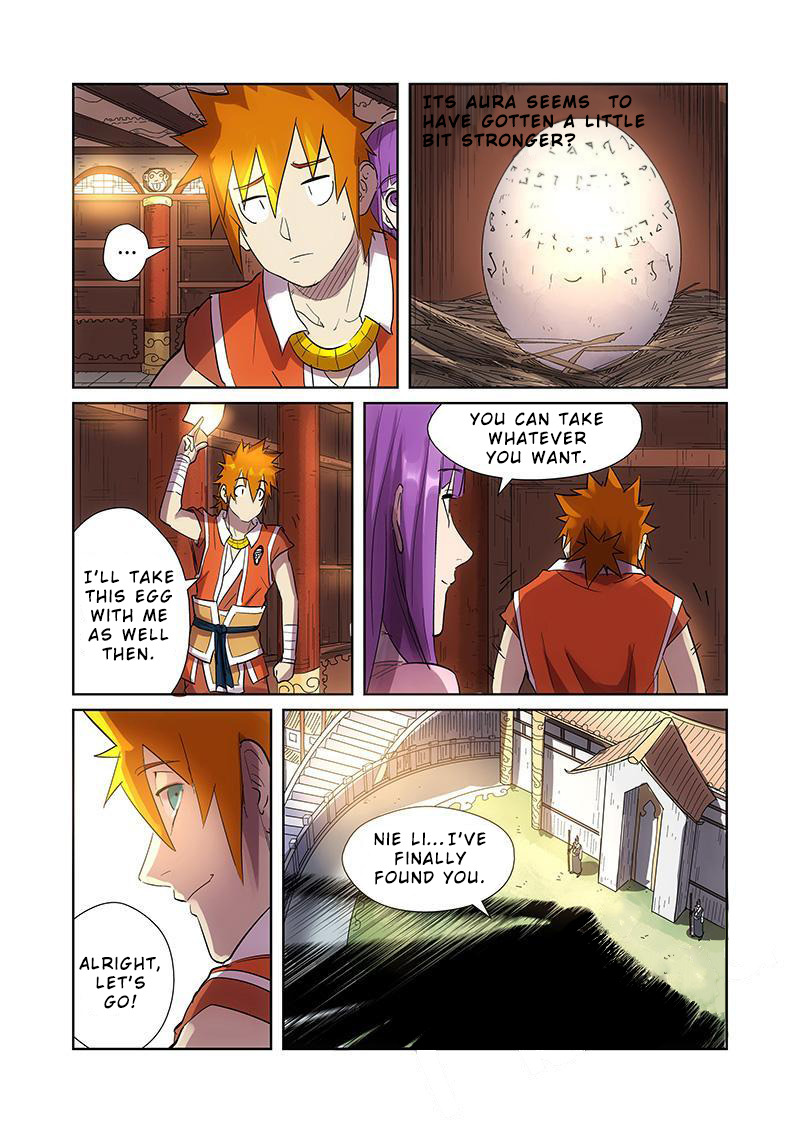 ...
ITS AURA SEEMS TO
HAVE GOTTEN A LITTLE
BIT STRONGER?
I'LL TAKE
THIS EGG
WITH ME
AS WELL
THEN.
YOU CAN TAKE
WHATEVER
YOU WANT.
ALRIGHT,
LET'S
GO!
NIE LI...I'VE
FINALLY
FOUND YOU.